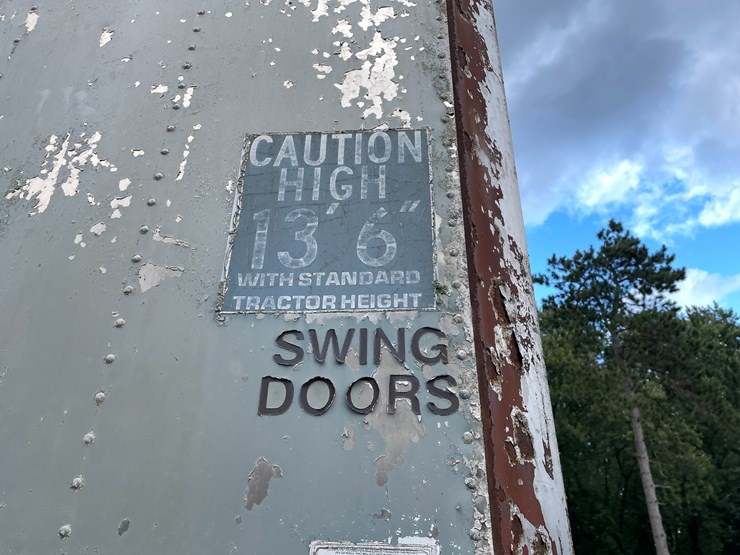 CAUTION
HIGH
13' 6"
WITH STANDARD
TRACTOR HEIGHT
SWING
DOORS